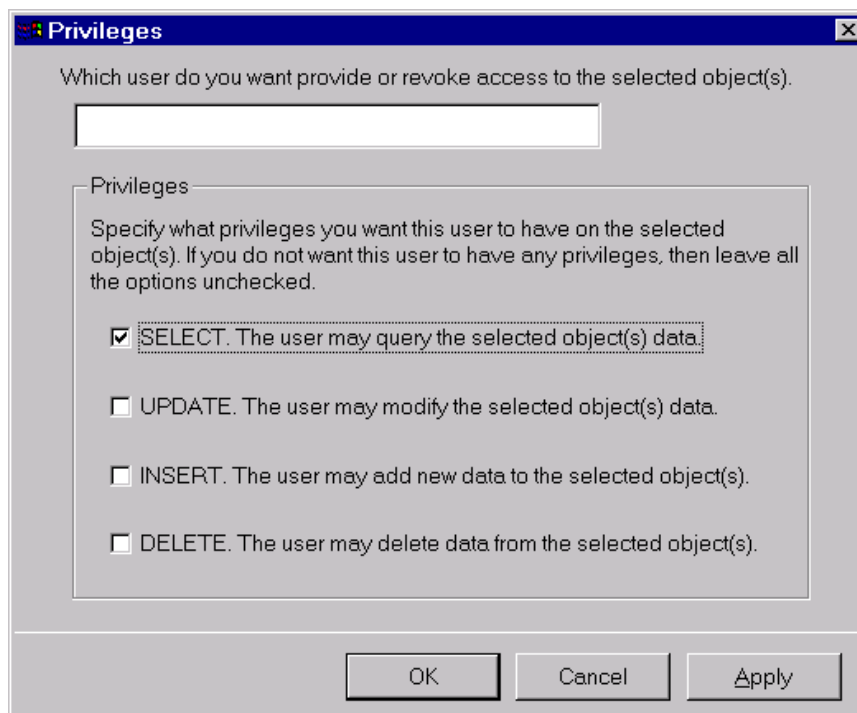 Privileges
Which user do you want provide or revoke access to the selected object(s).
Privileges
Specify what privileges you want this user to have on the selected
object(s). If you do not want this user to have any privileges, then leave all
the options unchecked.
SELECT. The user may query the selected object(s) data.
UPDATE. The user may modify the selected object(s) data.
INSERT. The user may add new data to the selected object(s).
DELETE. The user may delete data from the selected object(s).
OK Cancel Apply